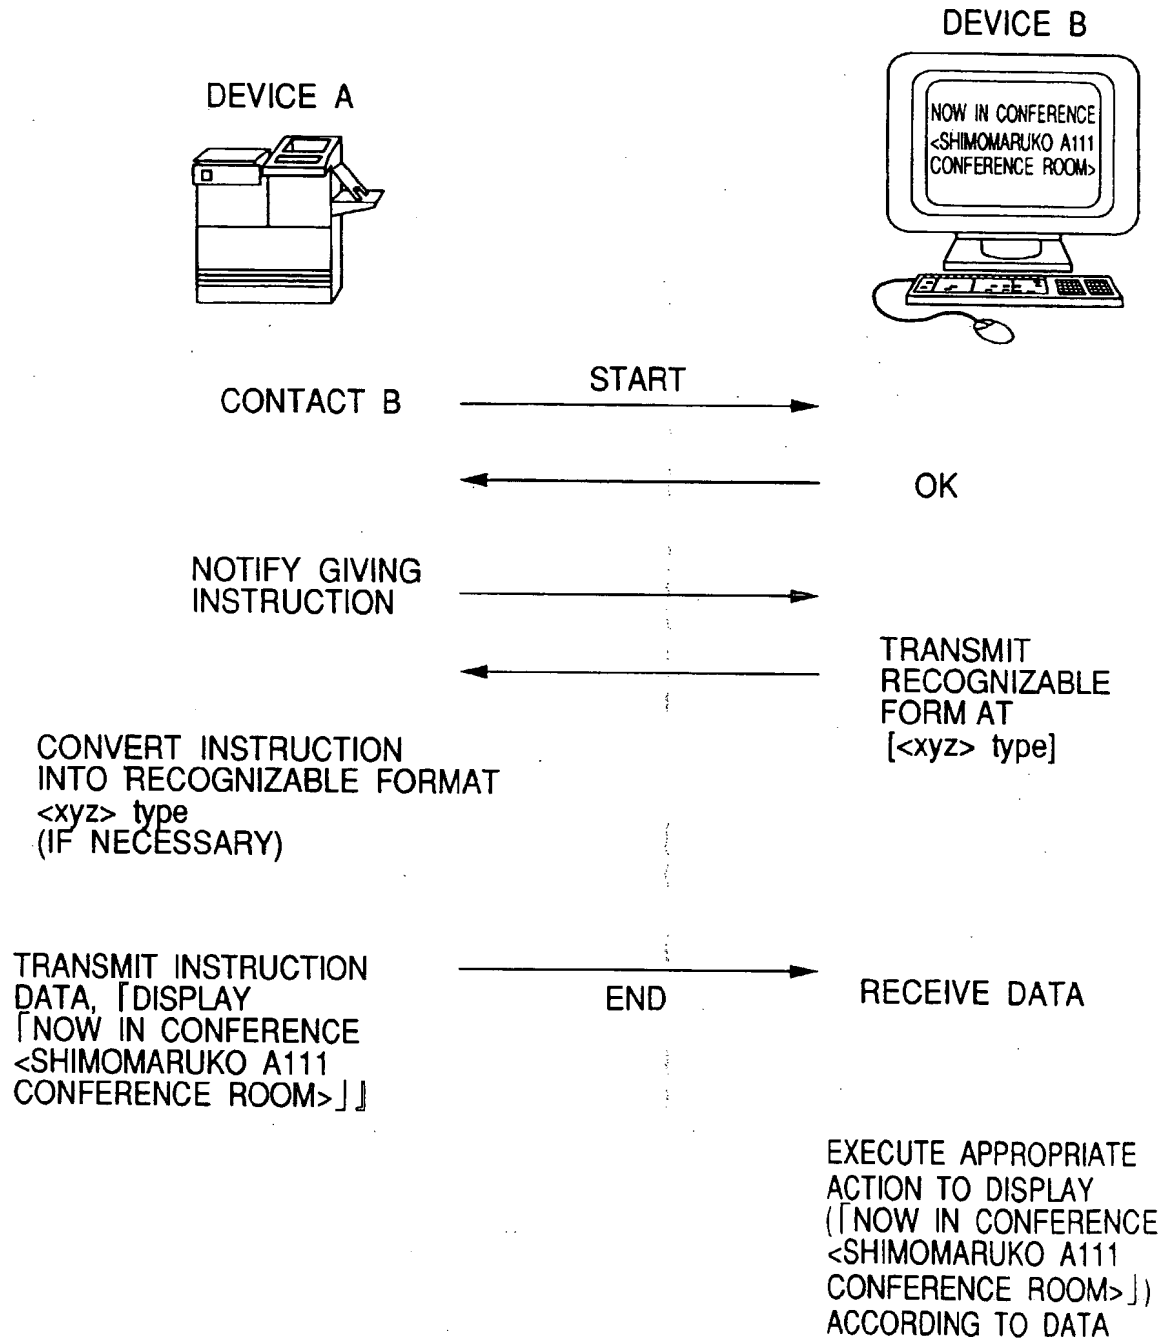 DEVICE B
DEVICE A
NOW IN CONFERENCE
<SHIMOMARUKO A111
CONFERENCE ROOM>
START
CONTACT B
OK
NOTIFY GIVING
INSTRUCTION
TRANSMIT
RECOGNIZABLE
FORM AT
[<xyz> type]
CONVERT INSTRUCTION
INTO RECOGNIZABLE FORMAT
<xyz> type
(IF NECESSARY)
TRANSMIT INSTRUCTION
DATA, 「DISPLAY
「NOW IN CONFERENCE
<SHIMOMARUKO A111
CONFERENCE ROOM>」』
END
RECEIVE DATA
EXECUTE APPROPRIATE
ACTION TO DISPLAY
(「NOW IN CONFERENCE
<SHIMOMARUKO A111
CONFERENCE ROOM>」)
ACCORDING TO DATA